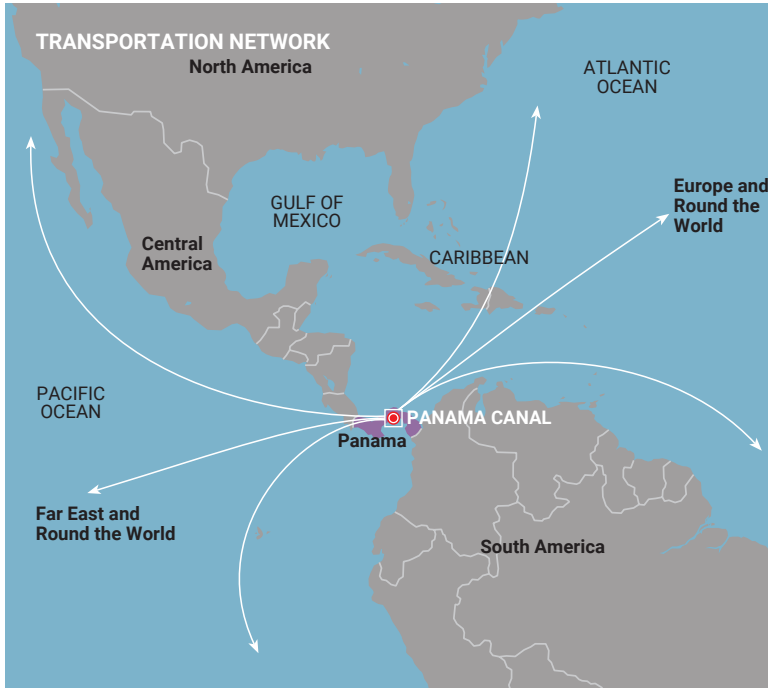 TRANSPORTATION NETWORK
North America
ATLANTIC
OCEAN
Europe and
Round the
World
GULF OF
MEXICO
Central
America
CARIBBEAN
PACIFIC
OCEAN
PANAMA CANAL
Panama
Far East and
Round the World
South America